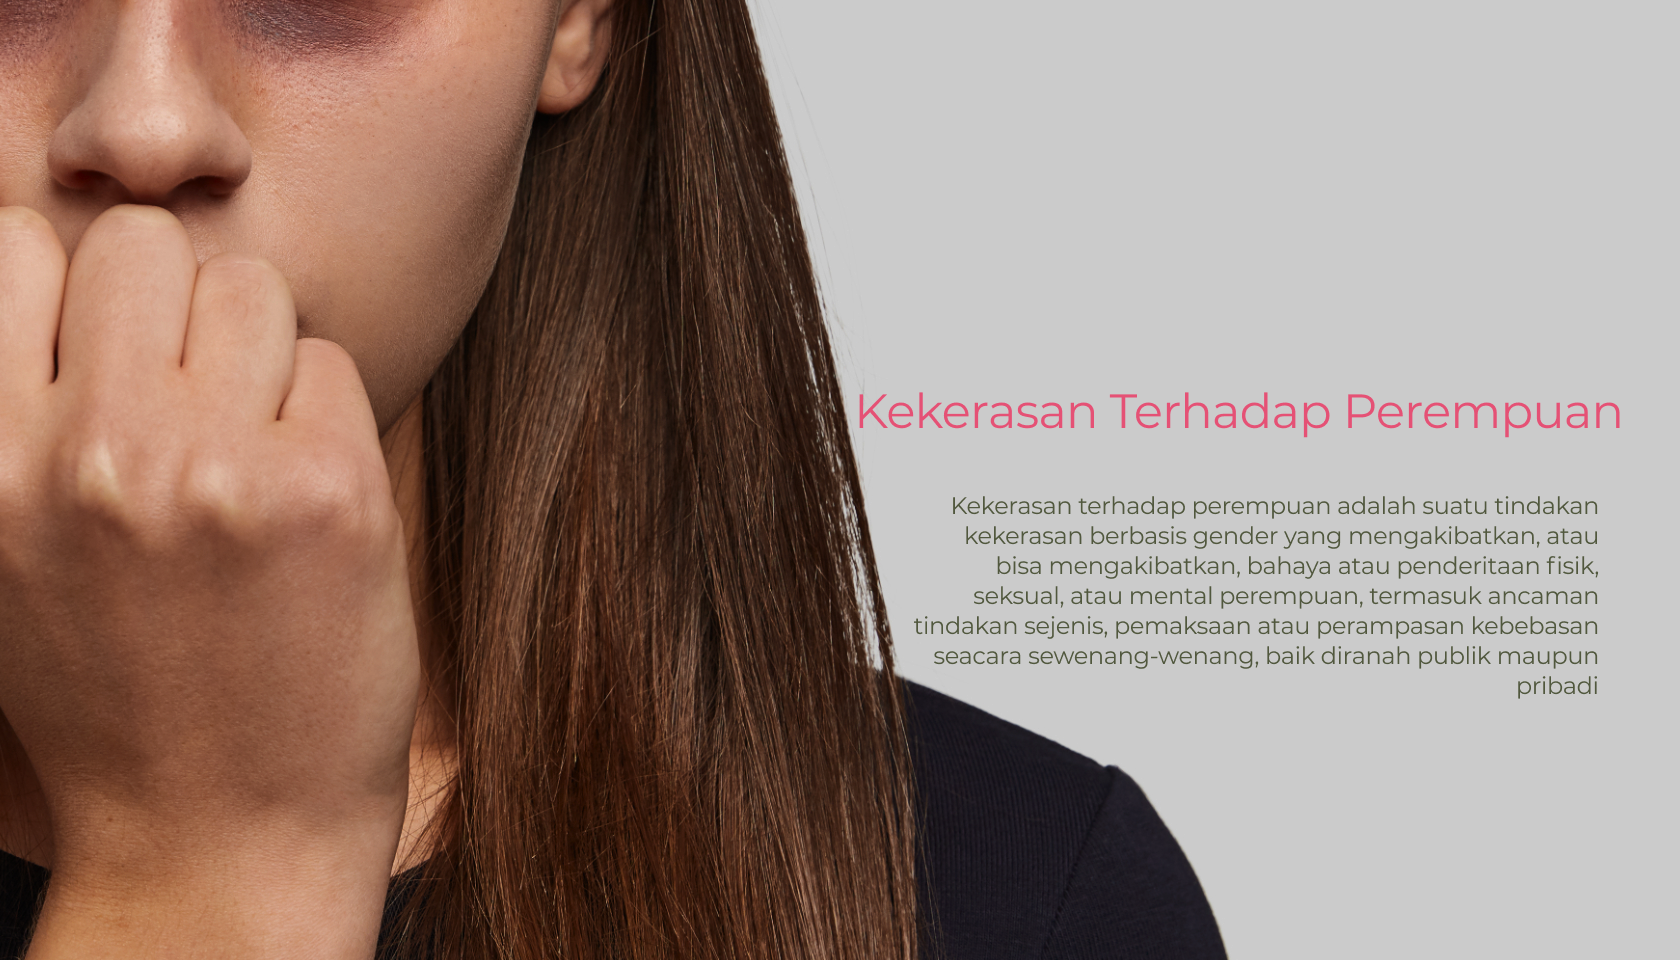 Kekerasan Terhadap Perempuan
Kekerasan terhadap perempuan adalah suatu tindakan
kekerasan berbasis gender yang mengakibatkan, atau
bisa mengakibatkan, bahaya atau penderitaan fisik,
seksual, atau mental perempuan, termasuk ancaman
tindakan sejenis, pemaksaan atau perampasan kebebasan
seacara sewenang-wenang, baik diranah publik maupun
pribadi